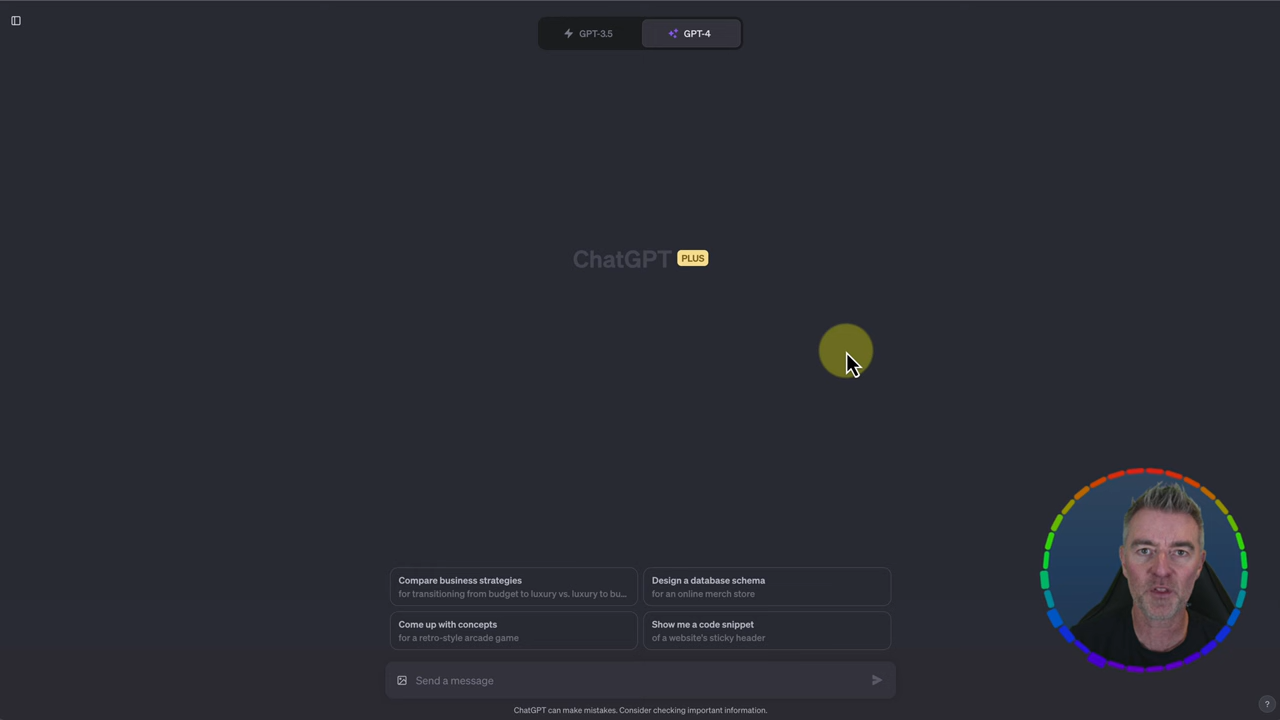 GPT-3.5
GPT-4
ChatGPT PLUS
Compare business strategies
for transitioning from budget to luxury vs. luxury to bu...
Design a database schema
for an online merch store
Come up with concepts
for a retro-style arcade game
Show me a code snippet
of a website's sticky header
Send a message
ChatGPT can make mistakes. Consider checking important information.
?